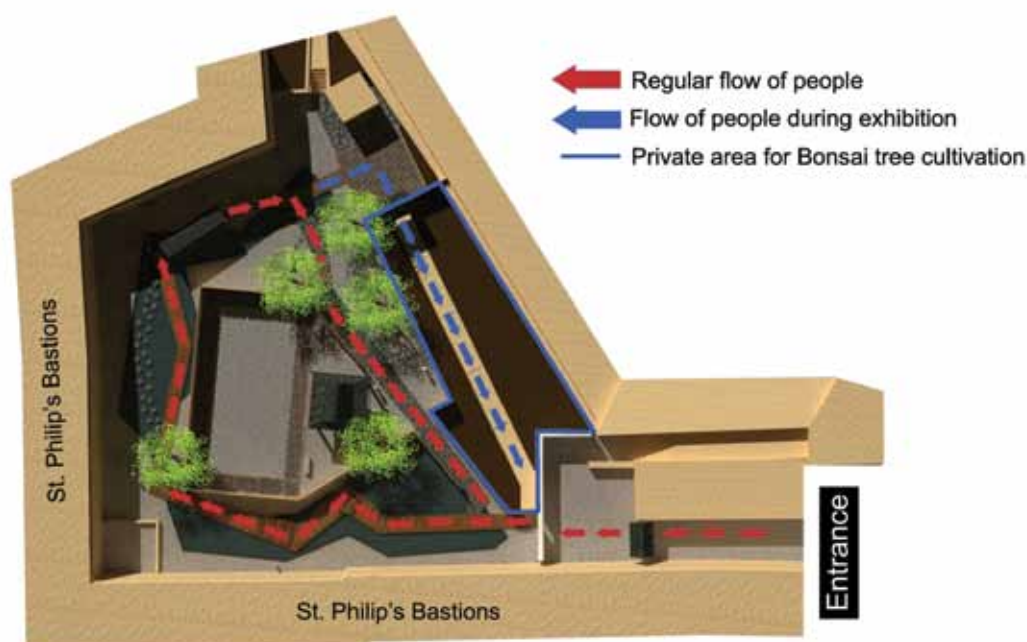 Regular flow of people
Flow of people during exhibition
Private area for Bonsai tree cultivation
St. Philip's Bastions
Entrance
St. Philip's Bastions